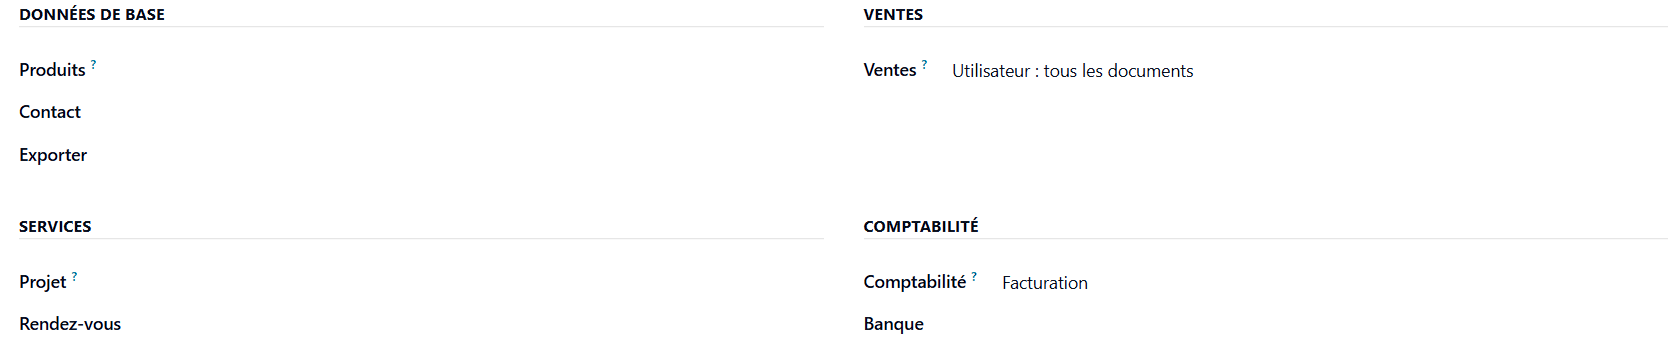 DONNÉES DE BASE
Produits ?
Contact
Exporter
VENTES
Ventes ? Utilisateur : tous les documents
SERVICES
Projet ?
Rendez-vous
COMPTABILITÉ
Comptabilité ? Facturation
Banque